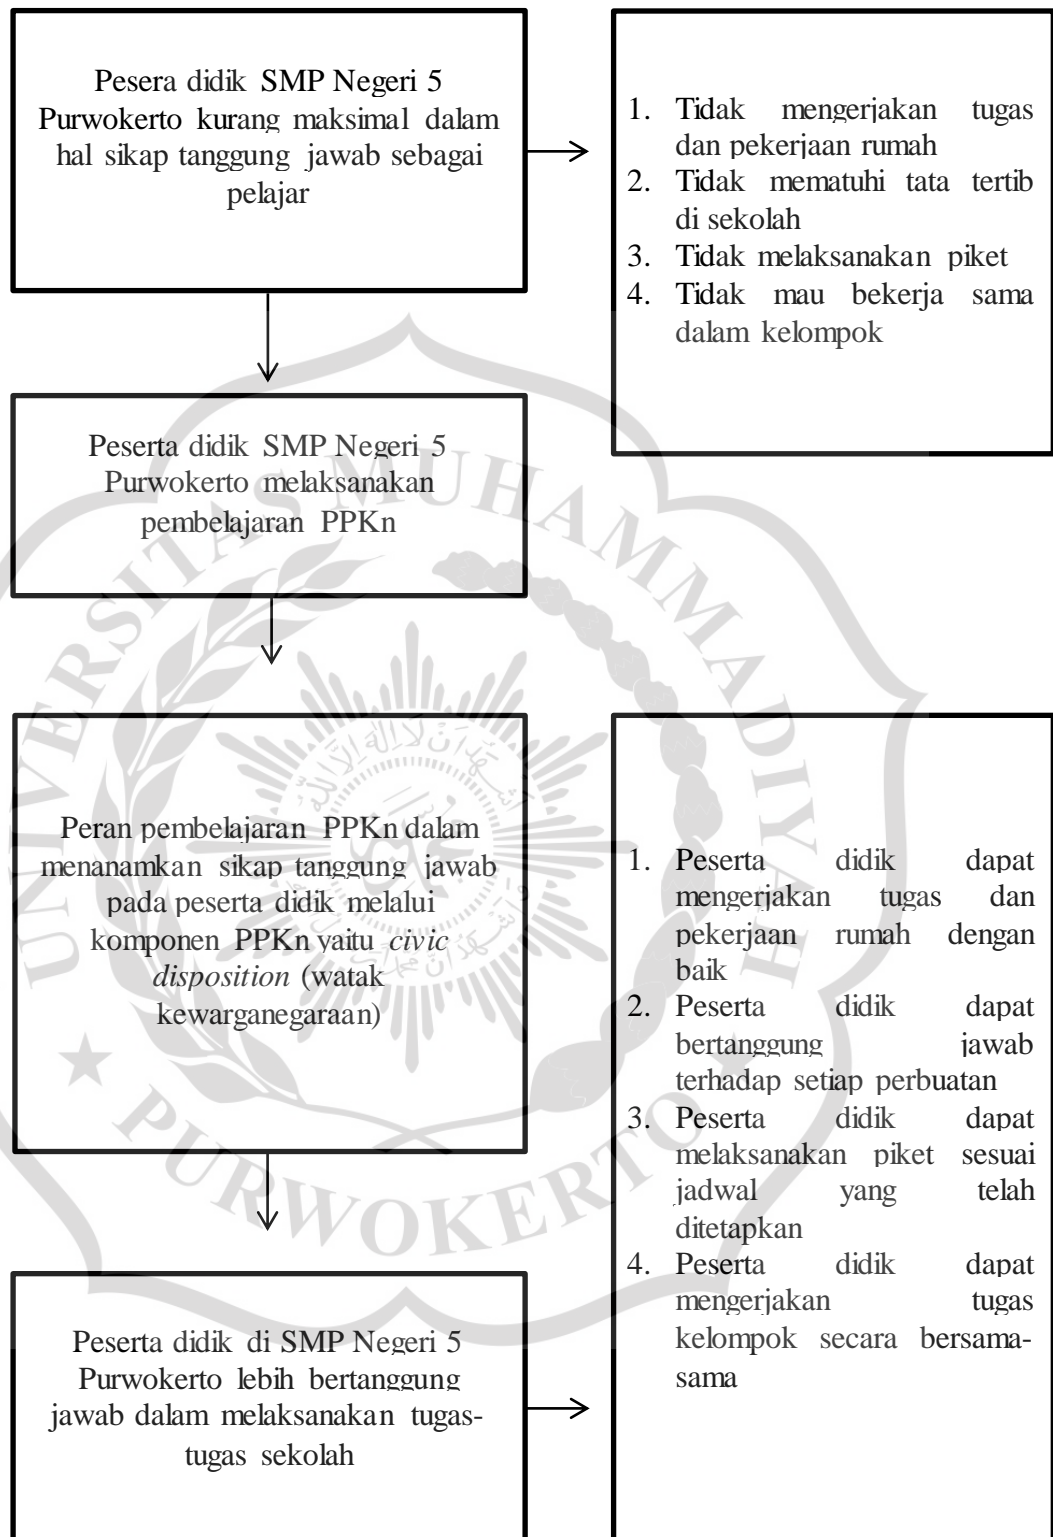 Pesera didik SMP Negeri 5
Purwokerto kurang maksimal dalam
hal sikap tanggung jawab sebagai
pelajar
1. Tidak mengerjakan tugas
dan pekerjaan rumah
2. Tidak mematuhi tata tertib
di sekolah
3. Tidak melaksanakan piket
4. Tidak mau bekerja sama
dalam kelompok
Peserta didik SMP Negeri 5
Purwokerto melaksanakan
pembelajaran PPKn
Peran pembelajaran PPKn dalam
menanamkan sikap tanggung jawab
pada peserta didik melalui
komponen PPKn yaitu civic
disposition (watak
kewarganegaraan)
1. Peserta didik dapat
mengerjakan tugas dan
pekerjaan rumah dengan
baik
2. Peserta didik dapat
bertanggung jawab
terhadap setiap perbuatan
3. Peserta didik dapat
melaksanakan piket sesuai
jadwal yang telah
ditetapkan
4. Peserta didik dapat
mengerjakan tugas
kelompok secara bersama-
sama
Peserta didik di SMP Negeri 5
Purwokerto lebih bertanggung
jawab dalam melaksanakan tugas-
tugas sekolah
UNIVERSITAS MUHAMMADIYAH
PURWOKERTO